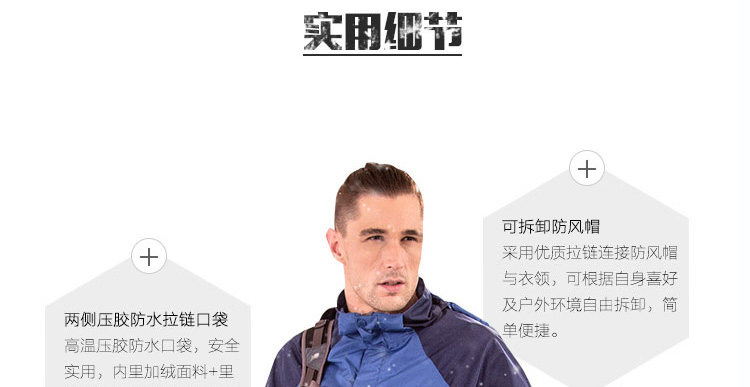 实用细节
可拆卸防风帽
采用优质拉链连接防风帽
与衣领，可根据自身喜好
及户外环境自由拆卸，简
单便捷。
两侧压胶防水拉链口袋
高温压胶防水口袋，安全
实用，内里加绒面料+里